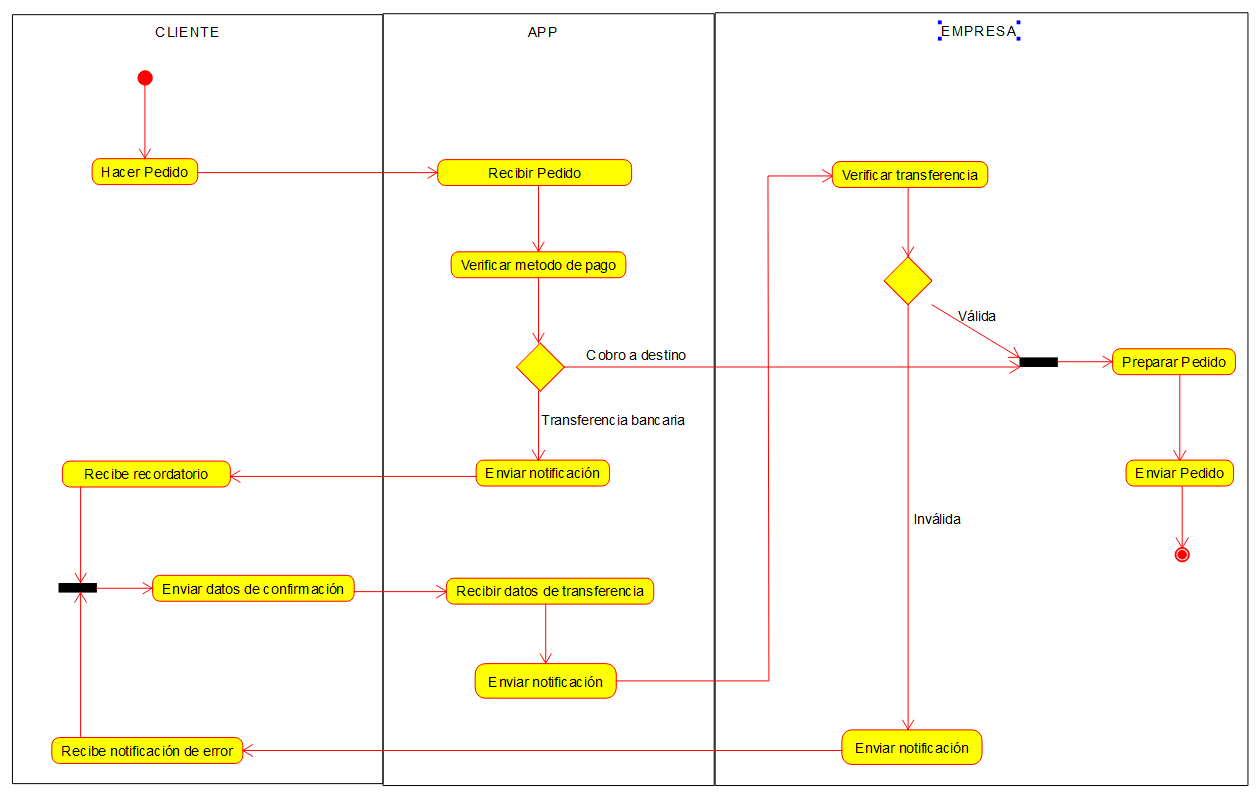 CLIENTE
APP
EMPRESA
Hacer Pedido
Recibir Pedido
Verificar transferencia
Verificar metodo de pago
Válida
Cobro a destino
Preparar Pedido
Transferencia bancaria
Recibe recordatorio
Enviar notificación
Enviar Pedido
Inválida
Enviar datos de confirmación
Recibir datos de transferencia
Enviar notificación
Recibe notificación de error
Enviar notificación